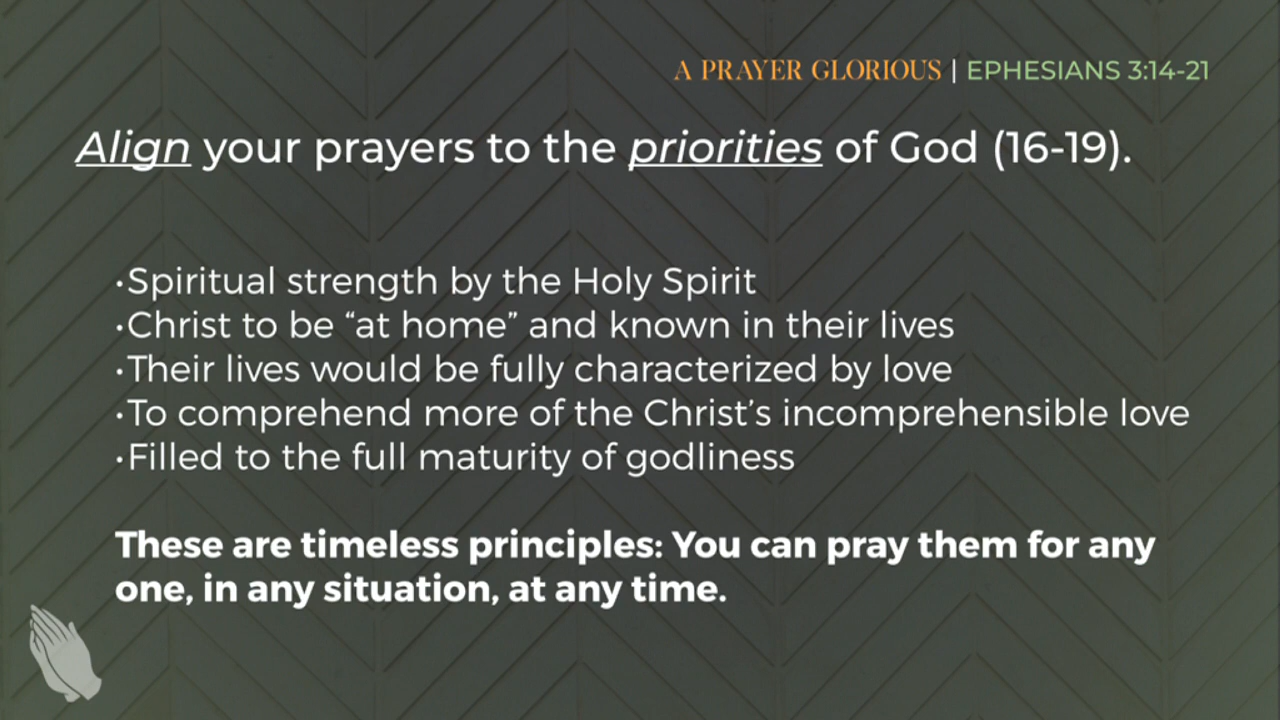 A PRAYER GLORIOUS | EPHESIANS 3:14-21
Align your prayers to the priorities of God (16-19).
•Spiritual strength by the Holy Spirit
•Christ to be “at home” and known in their lives
•Their lives would be fully characterized by love
•To comprehend more of the Christ’s incomprehensible love
•Filled to the full maturity of godliness
These are timeless principles: You can pray them for any
one, in any situation, at any time.